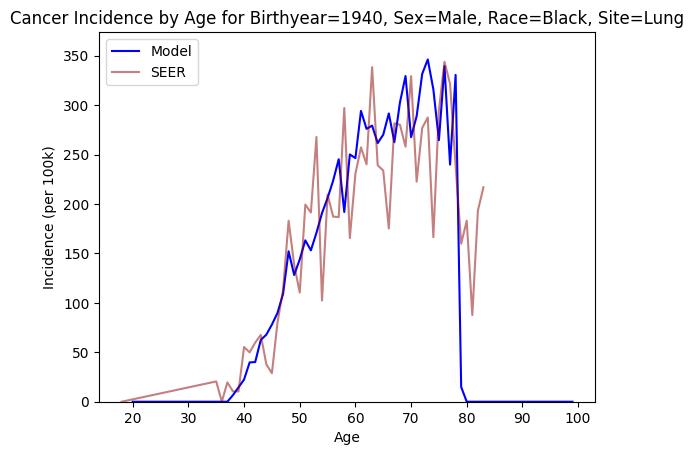 Cancer Incidence by Age for Birthyear=1940, Sex=Male, Race=Black, Site=Lung
Model
SEER
350
300
250
200
150
100
50
0
Incidence (per 100k)
20 30 40 50 60 70 80 90 100
Age